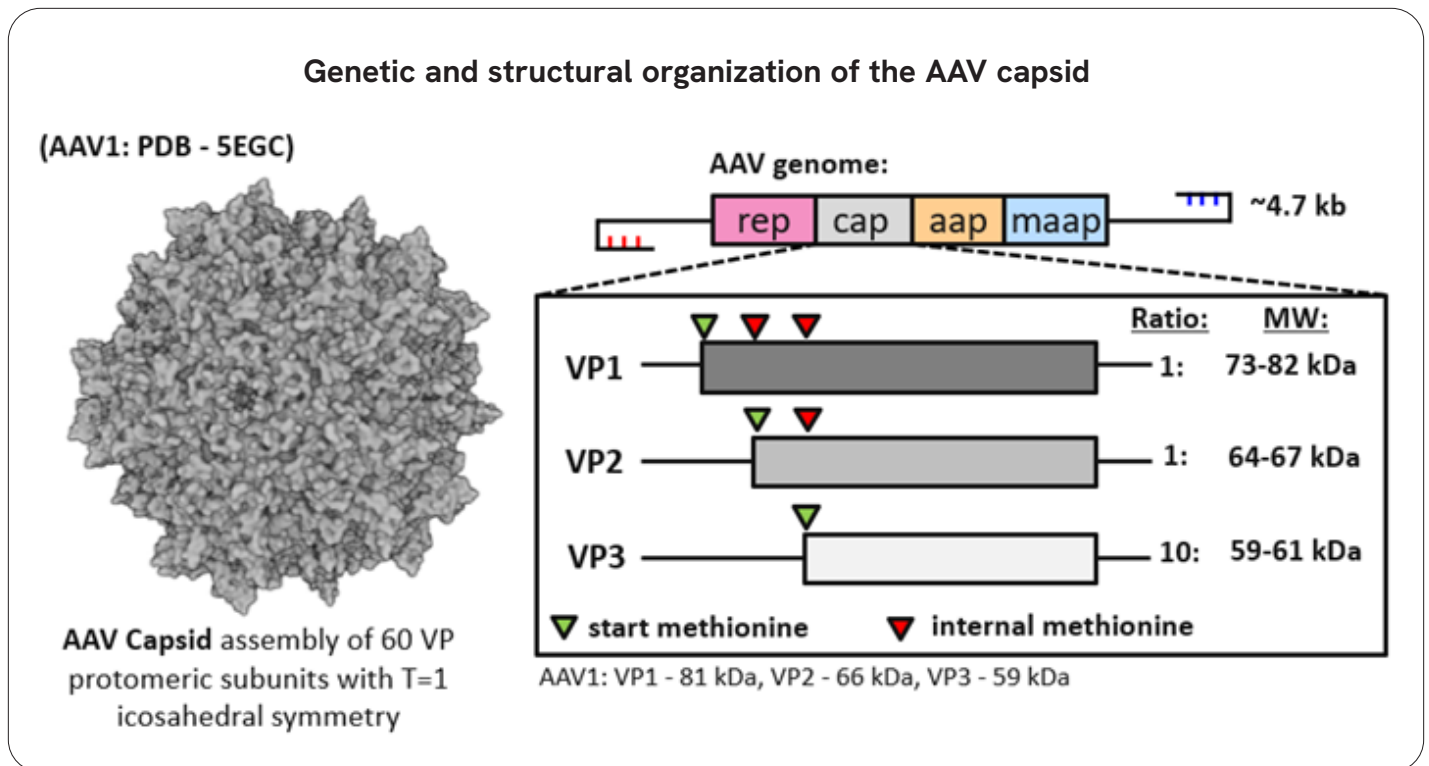 Genetic and structural organization of the AAV capsid
(AAV1: PDB - 5EGC)
AAV Capsid assembly of 60 VP
protomeric subunits with T=1
icosahedral symmetry
AAV genome:
rep cap aap maap
~4.7 kb
Ratio: MW:
VP1 1: 73-82 kDa
VP2 1: 64-67 kDa
VP3 10: 59-61 kDa
start methionine internal methionine
AAV1: VP1 - 81 kDa, VP2 - 66 kDa, VP3 - 59 kDa